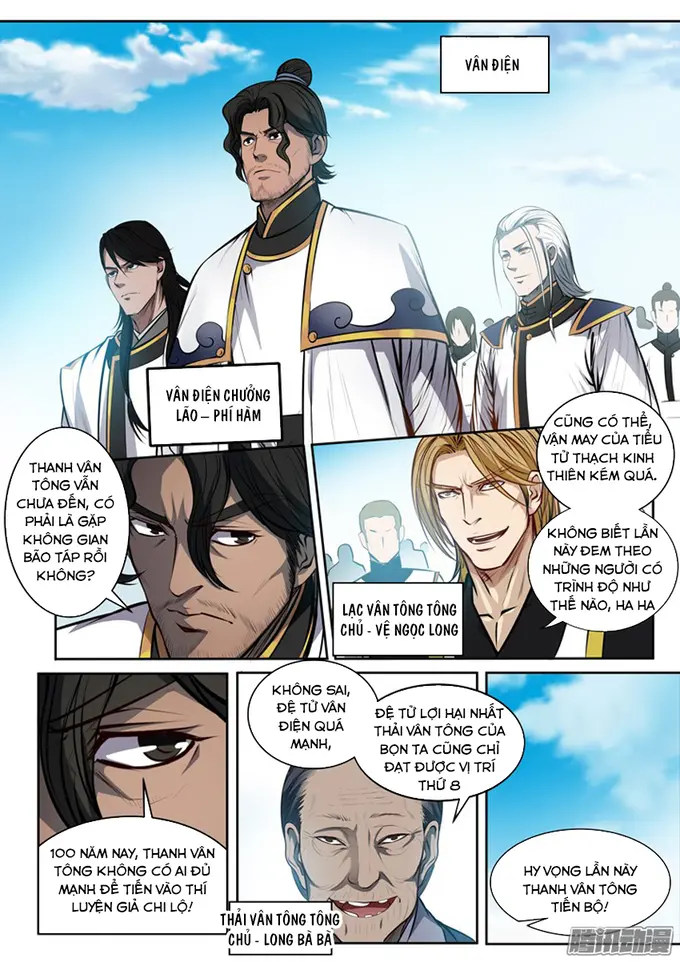 VÂN ĐIỆN
VÂN ĐIỆN CHƯỞNG
LÃO – PHÍ HÀM
THANH VÂN
TÔNG VẪN
CHƯA ĐẾN, CÓ
PHẢI LÀ GẶP
KHÔNG GIAN
BÃO TÁP RỒI
KHÔNG?
CŨNG CÓ THỂ,
VẬN MAY CỦA TIỂU
TỬ THẠCH KINH
THIÊN KÉM QUÁ.
KHÔNG BIẾT LẦN
NÀY ĐEM THEO
NHỮNG NGƯỜI CÓ
TRÌNH ĐỘ NHƯ
THẾ NÀO, HA HA
LẠC VÂN TÔNG TÔNG
CHỦ - VỆ NGỌC LONG
100 NĂM NAY, THANH VÂN
TÔNG KHÔNG CÓ AI ĐỦ
MẠNH ĐỂ TIẾN VÀO THÍ
LUYỆN GIẢ CHI LỘ!
KHÔNG SAI,
ĐỆ TỬ VÂN
ĐIỆN QUÁ
MẠNH,
ĐỆ TỬ LỢI HẠI NHẤT
THẢI VÂN TÔNG CỦA
BỌN TA CŨNG CHỈ
ĐẠT ĐƯỢC VỊ TRÍ
THỨ 8
THẢI VÂN TÔNG TÔNG
CHỦ - LONG BÀ BÀ
HY VỌNG LẦN NÀY
THANH VÂN TÔNG
TIẾN BỘ!
腾讯动漫